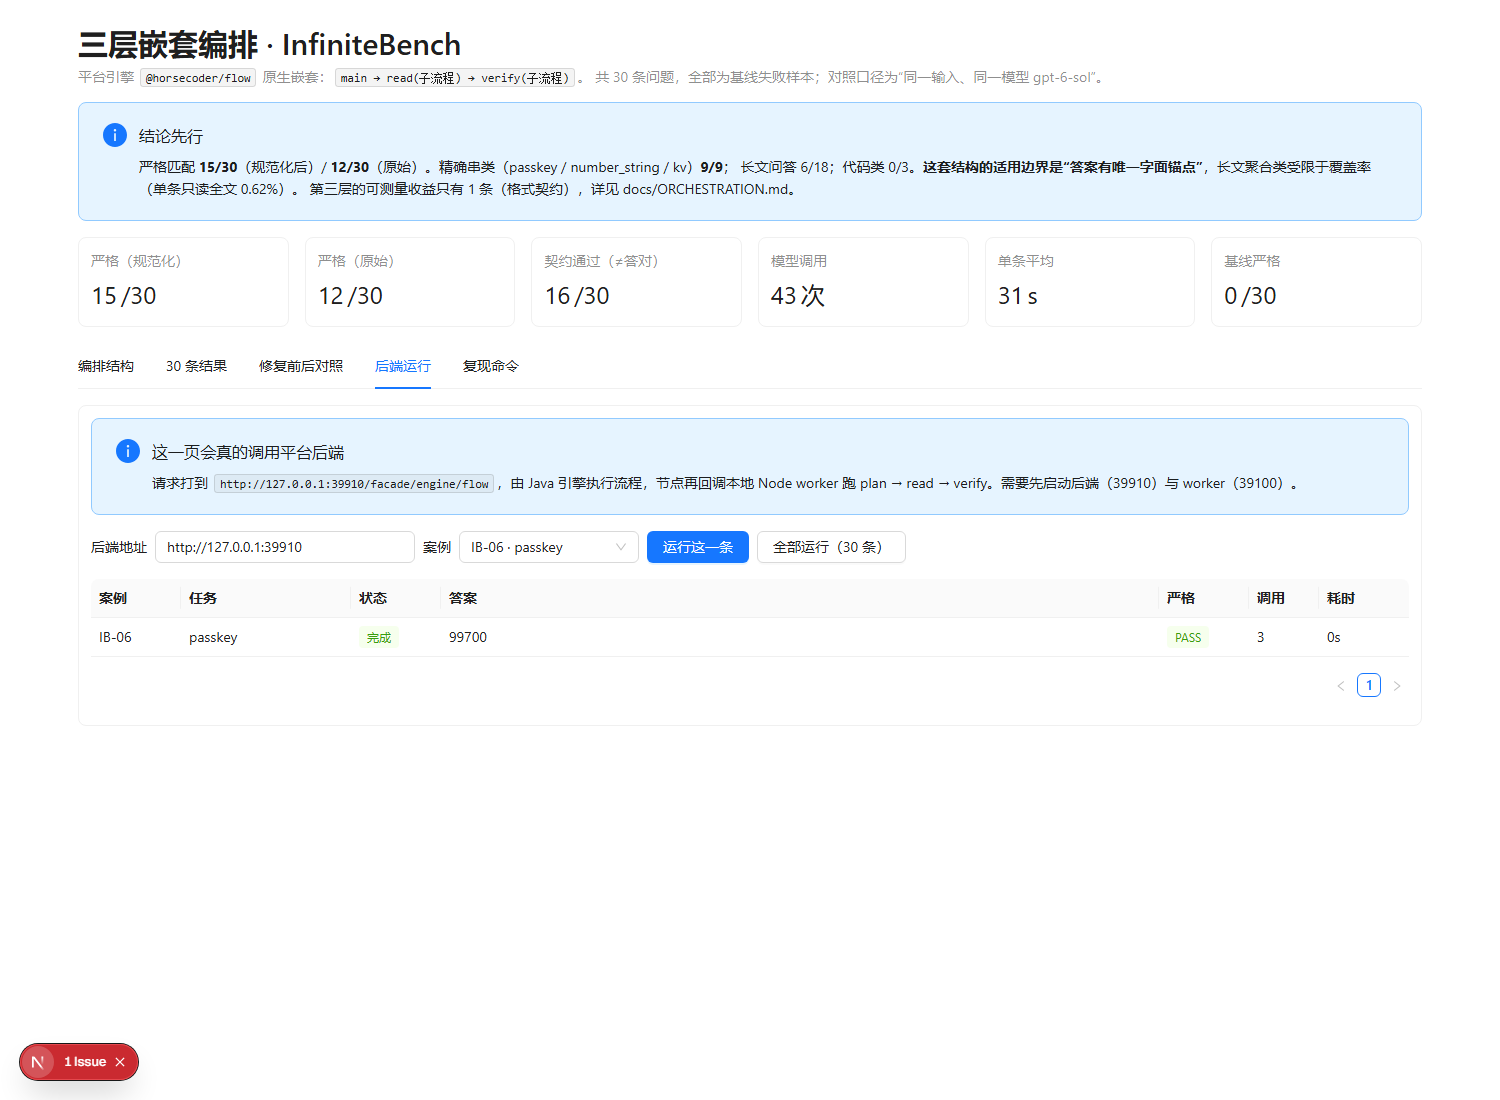 三层嵌套编排 · InfiniteBench
平台引擎 @horsecoder/flow 原生嵌套： main → read(子流程) → verify(子流程) 。 共 30 条问题，全部为基线失败样本；对照口径为“同一输入、同一模型 gpt-6-sol”。
结论先行
严格匹配 15/30（规范化后）/ 12/30（原始）。精确串类（passkey / number_string / kv）9/9； 长文问答 6/18；代码类 0/3。这套结构的适用边界是“答案有唯一字面锚点”，长文聚合类受限于覆盖率
（单条只读全文 0.62%）。 第三层的可测量收益只有 1 条（格式契约），详见 docs/ORCHESTRATION.md。
严格（规范化） 严格（原始） 契约通过（≠答对） 模型调用 单条平均 基线严格
15 /30 12 /30 16 /30 43 次 31 s 0 /30
编排结构 30 条结果 修复前后对照 后端运行 复现命令
这一页会真的调用平台后端
请求打到 http://127.0.0.1:39910/facade/engine/flow ，由 Java 引擎执行流程，节点再回调本地 Node worker 跑 plan → read → verify。需要先启动后端（39910）与 worker（39100）。
后端地址 http://127.0.0.1:39910 案例 IB-06 · passkey 运行这一条 全部运行（30 条）
案例 任务 状态 答案 严格 调用 耗时
IB-06 passkey 完成 99700 PASS 3 0s
< 1 >
N 1 Issue ×